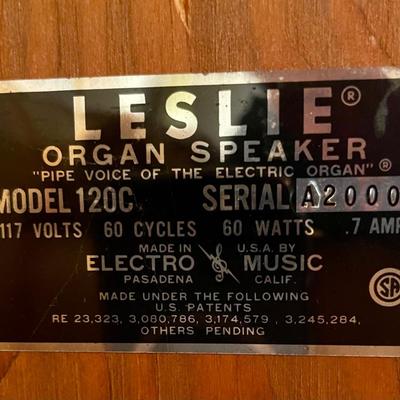 LESLIE®
ORGAN SPEAKER
"PIPE VOICE OF THE ELECTRIC ORGAN"®
MODEL 120C SERIAL A2000
117 VOLTS 60 CYCLES 60 WATTS .7 AMP
MADE IN U.S.A. BY
ELECTRO MUSIC
PASADENA CALIF.
MADE UNDER THE FOLLOWING
U.S. PATENTS
RE 23,323, 3,080,786, 3,174,579 , 3,245,284,
OTHERS PENDING